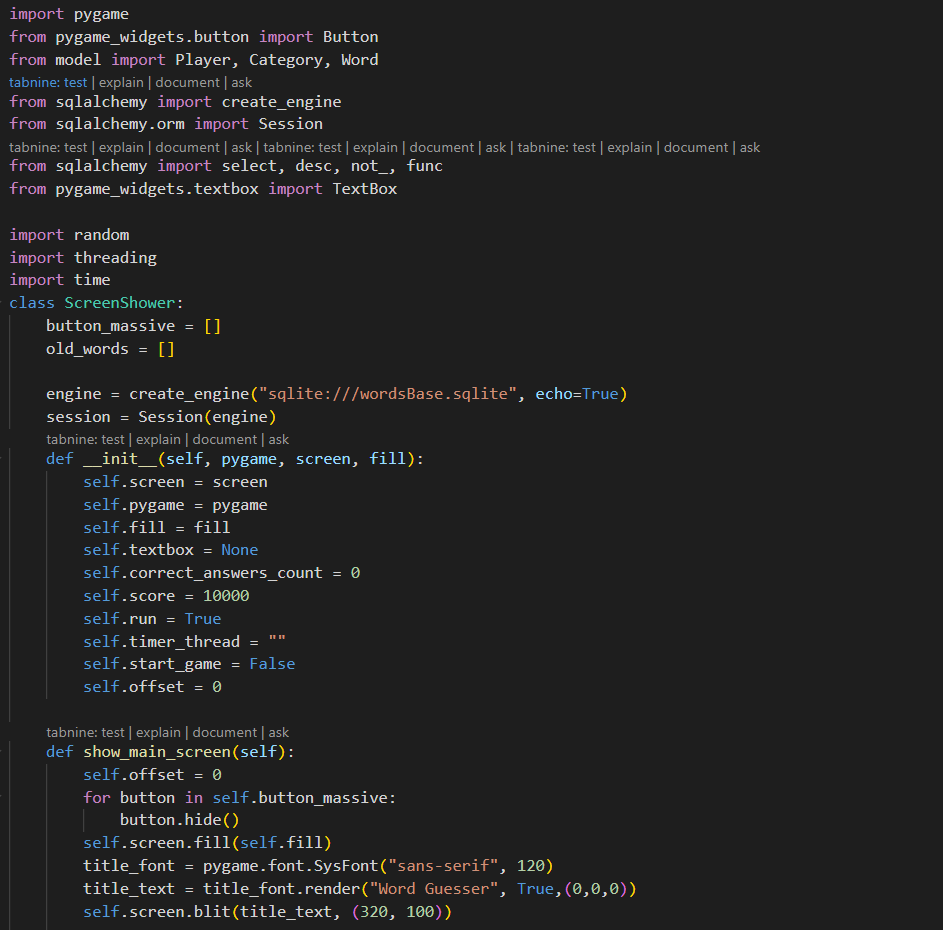 import pygame
from pygame_widgets.button import Button
from model import Player, Category, Word
tabnine: test | explain | document | ask
from sqlalchemy import create_engine
from sqlalchemy.orm import Session
tabnine: test | explain | document | ask | tabnine: test | explain | document | ask | tabnine: test | explain | document | ask
from sqlalchemy import select, desc, not_, func
from pygame_widgets.textbox import TextBox
import random
import threading
import time
class ScreenShower:
    button_massive = []
    old_words = []
    engine = create_engine("sqlite:///wordsBase.sqlite", echo=True)
    session = Session(engine)
    tabnine: test | explain | document | ask
    def __init__(self, pygame, screen, fill):
        self.screen = screen
        self.pygame = pygame
        self.fill = fill
        self.textbox = None
        self.correct_answers_count = 0
        self.score = 10000
        self.run = True
        self.timer_thread = ""
        self.start_game = False
        self.offset = 0
    tabnine: test | explain | document | ask
    def show_main_screen(self):
        self.offset = 0
        for button in self.button_massive:
            button.hide()
        self.screen.fill(self.fill)
        title_font = pygame.font.SysFont("sans-serif", 120)
        title_text = title_font.render("Word Guesser", True,(0,0,0))
        self.screen.blit(title_text, (320, 100))